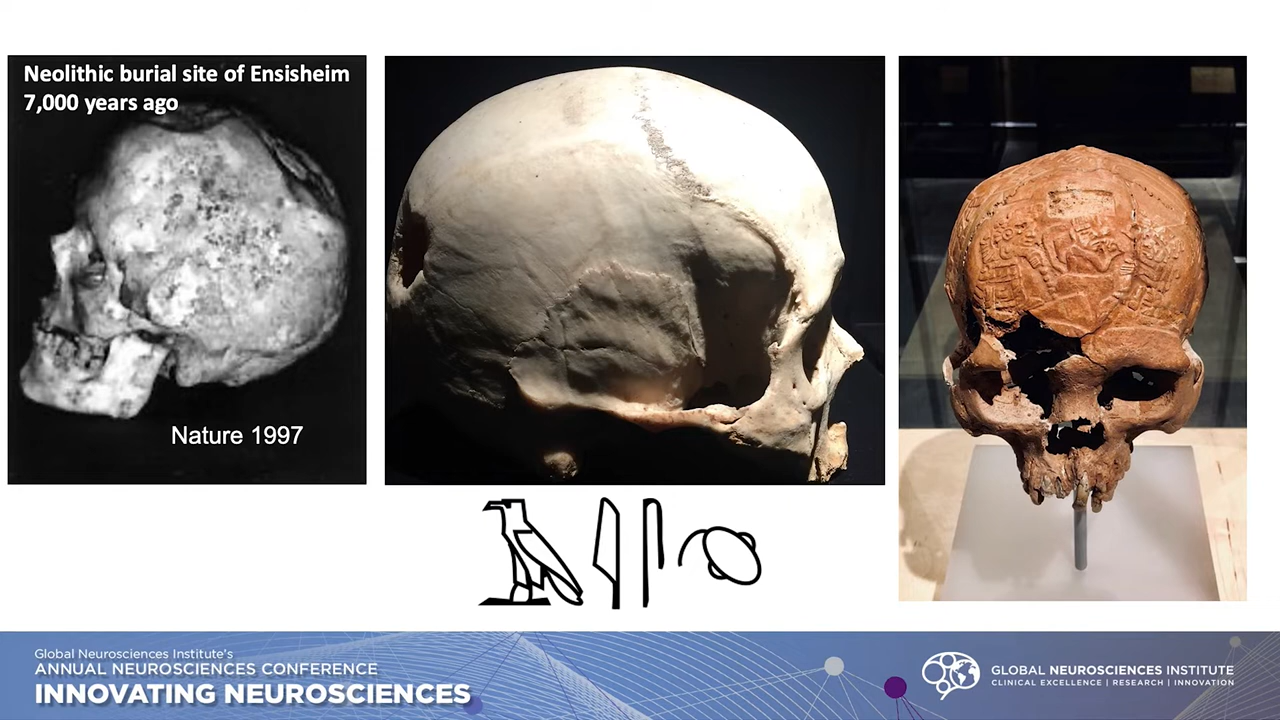 Neolithic burial site of Ensisheim
7,000 years ago
Nature 1997
Global Neurosciences Institute's
ANNUAL NEUROSCIENCES CONFERENCE
INNOVATING NEUROSCIENCES
GLOBAL NEUROSCIENCES INSTITUTE
CLINICAL EXCELLENCE | RESEARCH | INNOVATION